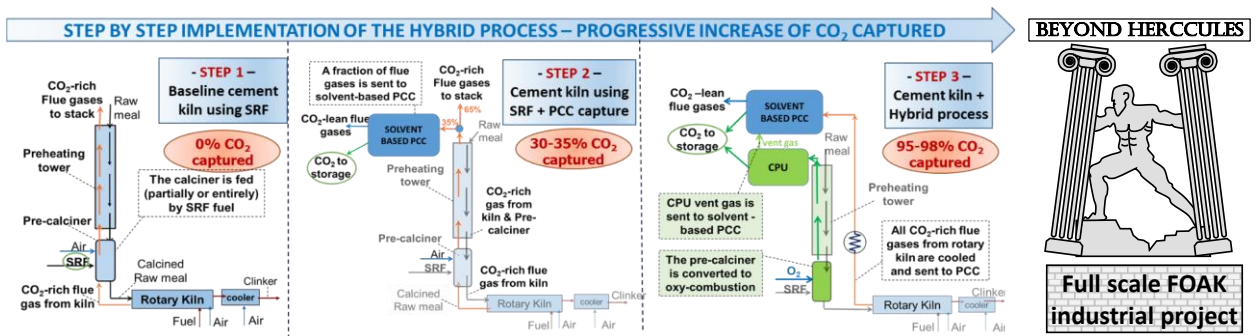 STEP BY STEP IMPLEMENTATION OF THE HYBRID PROCESS – PROGRESSIVE INCREASE OF CO₂ CAPTURED
CO₂-rich
Flue gases
to stack
Raw
meal
- STEP 1 –
Baseline cement
kiln using SRF
0% CO₂
captured
Preheating
tower
The calciner is fed
(partially or entirely)
by SRF fuel
Pre-calciner
Air
SRF
Calcined
Raw meal
CO₂-rich flue
gas from kiln
Rotary Kiln
cooler
Clinker
Fuel
Air
Air
A fraction of flue
gases is sent to
solvent-based PCC
CO₂-rich
Flue gases
to stack
65%
35%
- STEP 2 –
Cement kiln using
SRF + PCC capture
30-35% CO₂
captured
CO₂-lean flue
gases
SOLVENT
BASED PCC
CO₂ to
storage
Raw
meal
Preheating
tower
CO₂-rich
gas from
kiln & Pre-
calciner
Pre-calciner
Air
SRF
CO₂-rich flue
gas from kiln
Calcined
Raw meal
Rotary Kiln
cooler
Clinker
Fuel
Air
Air
CO₂ –lean
flue gases
SOLVENT
BASED PCC
- STEP 3 –
Cement kiln +
Hybrid process
95-98% CO₂
captured
CO₂ to
storage
vent gas
CPU
Raw
meal
Preheating
tower
CPU vent gas is
sent to solvent -
based PCC
All CO₂-rich flue
gases from rotary
kiln are cooled
and sent to PCC
The pre-calciner
is converted to
oxy-combustion
O₂
SRF
Rotary Kiln
cooler
Clinker
Fuel
Air
Air
BEYOND HERCCULES
Full scale FOAK
industrial project